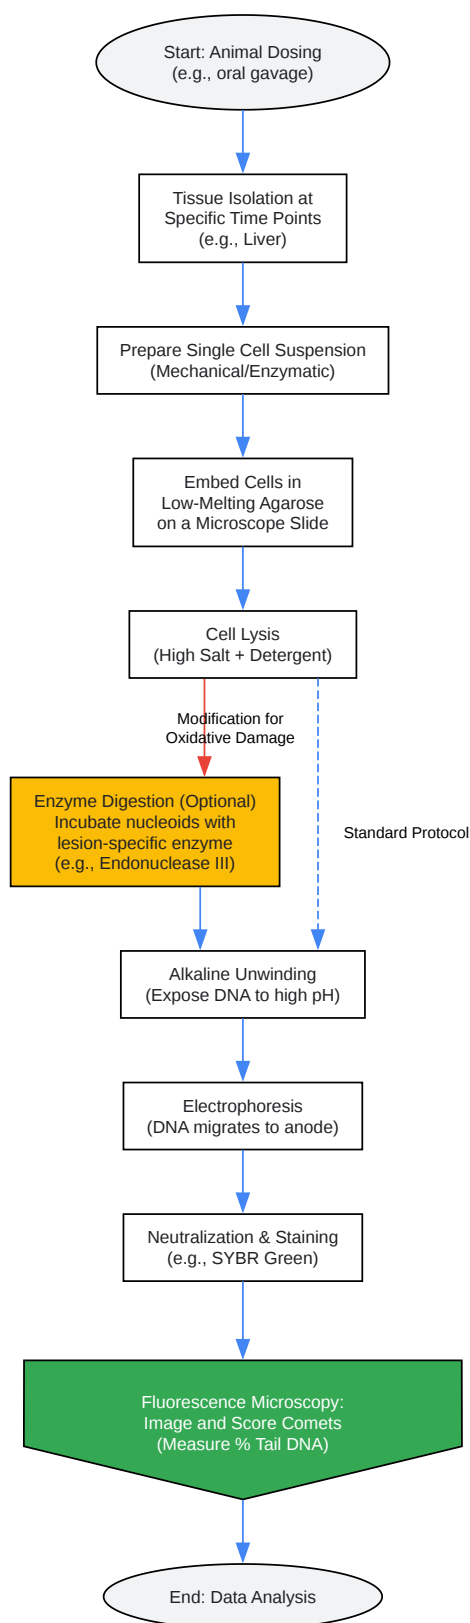 Start: Animal Dosing
(e.g., oral gavage)
Tissue Isolation at
Specific Time Points
(e.g., Liver)
Prepare Single Cell Suspension
(Mechanical/Enzymatic)
Embed Cells in
Low-Melting Agarose
on a Microscope Slide
Cell Lysis
(High Salt + Detergent)
Modification for
Oxidative Damage
Enzyme Digestion (Optional)
Incubate nucleoids with
lesion-specific enzyme
(e.g., Endonuclease III)
Standard Protocol
Alkaline Unwinding
(Expose DNA to high pH)
Electrophoresis
(DNA migrates to anode)
Neutralization & Staining
(e.g., SYBR Green)
Fluorescence Microscopy:
Image and Score Comets
(Measure % Tail DNA)
End: Data Analysis